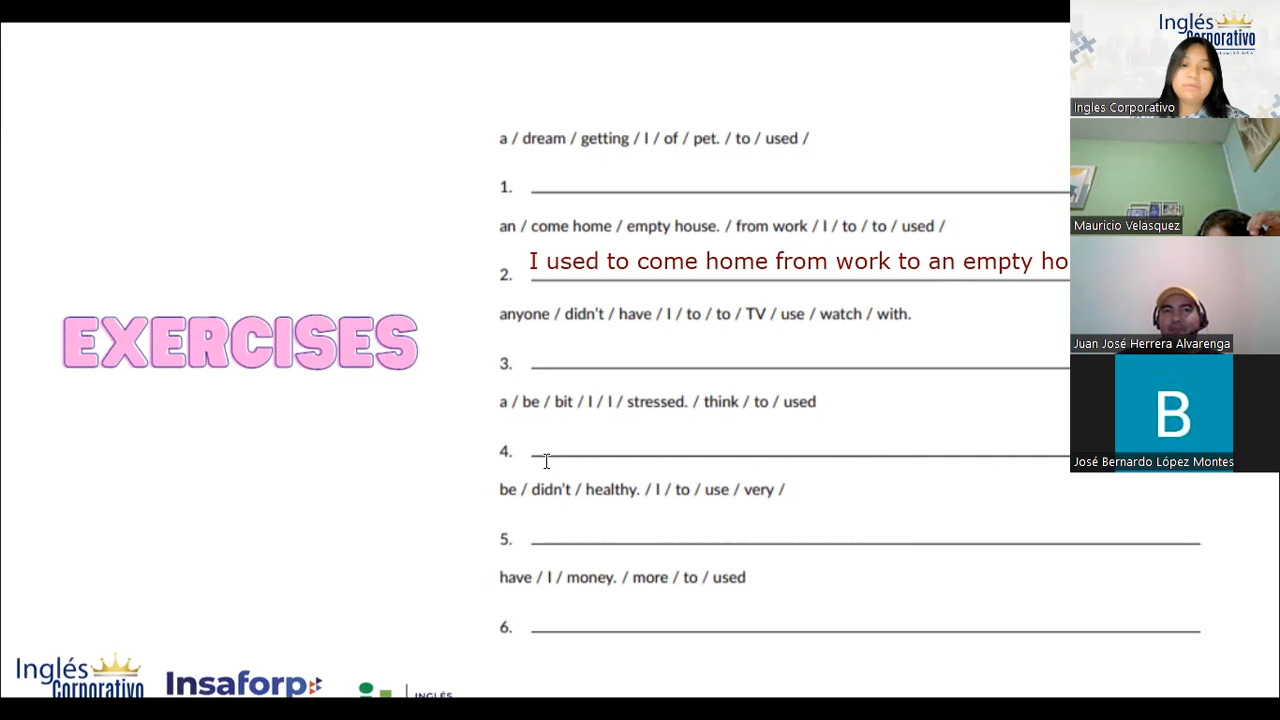 a / dream / getting / I / of / pet. / to / used /
1.
an / come home / empty house. / from work / I / to / to / used /
I used to come home from work to an empty ho
2.
anyone / didn't / have / I / to / to / TV / use / watch / with.
3.
EXERCISES
a / be / bit / I / I / stressed. / think / to / used
4.
be / didn't / healthy. / I / to / use / very /
5.
have / I / money. / more / to / used
6.
Inglés
Corporativo
Insaforp
INGLÉS
Inglés
Corporativo
Ingles Corporativo
Mauricio Velasquez
Juan José Herrera Alvarenga
B
José Bernardo López Montes